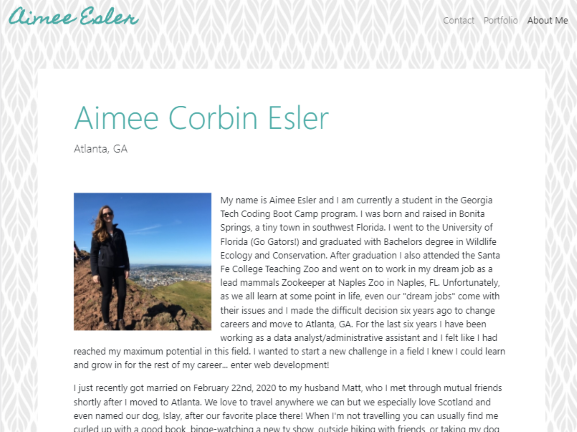 Aimee Esler
Contact Portfolio About Me
Aimee Corbin Esler
Atlanta, GA
My name is Aimee Esler and I am currently a student in the Georgia
Tech Coding Boot Camp program. I was born and raised in Bonita
Springs, a tiny town in southwest Florida. I went to the University of
Florida (Go Gators!) and graduated with Bachelors degree in Wildlife
Ecology and Conservation. After graduation I also attended the Santa
Fe College Teaching Zoo and went on to work in my dream job as a
lead mammals Zookeeper at Naples Zoo in Naples, FL. Unfortunately,
as we all learn at some point in life, even our "dream jobs" come with
their issues and I made the difficult decision six years ago to change
careers and move to Atlanta, GA. For the last six years I have been
working as a data analyst/administrative assistant and I felt like I had
reached my maximum potential in this field. I wanted to start a new challenge in a field I knew I could learn
and grow in for the rest of my career... enter web development!
I just recently got married on February 22nd, 2020 to my husband Matt, who I met through mutual friends
shortly after I moved to Atlanta. We love to travel anywhere we can but we especially love Scotland and
even named our dog, Islay, after our favorite place there! When I'm not travelling you can usually find me
curled up with a good book, binge-watching a new tv show, outside hiking with friends, or taking my dog